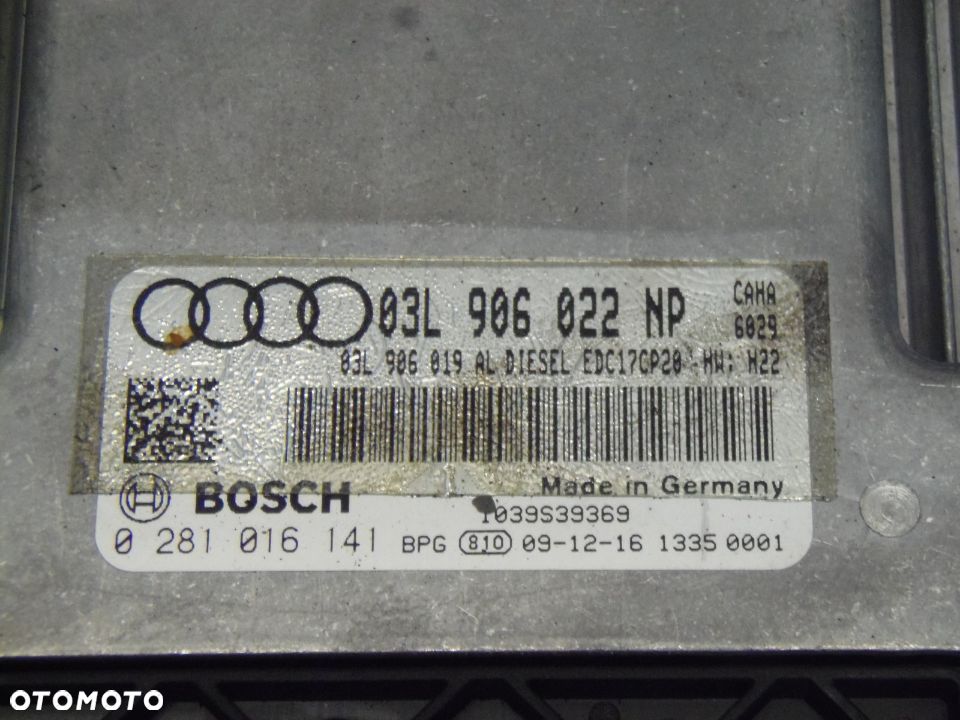 03L 906 022 NP
CAHA
6029
03L 906 019 AL DIESEL EDC17CP20 HW: H22
BOSCH
Made in Germany
1039S39369
0 281 016 141 BPG 8J0 09-12-16 1335 0001
OTOMOTO